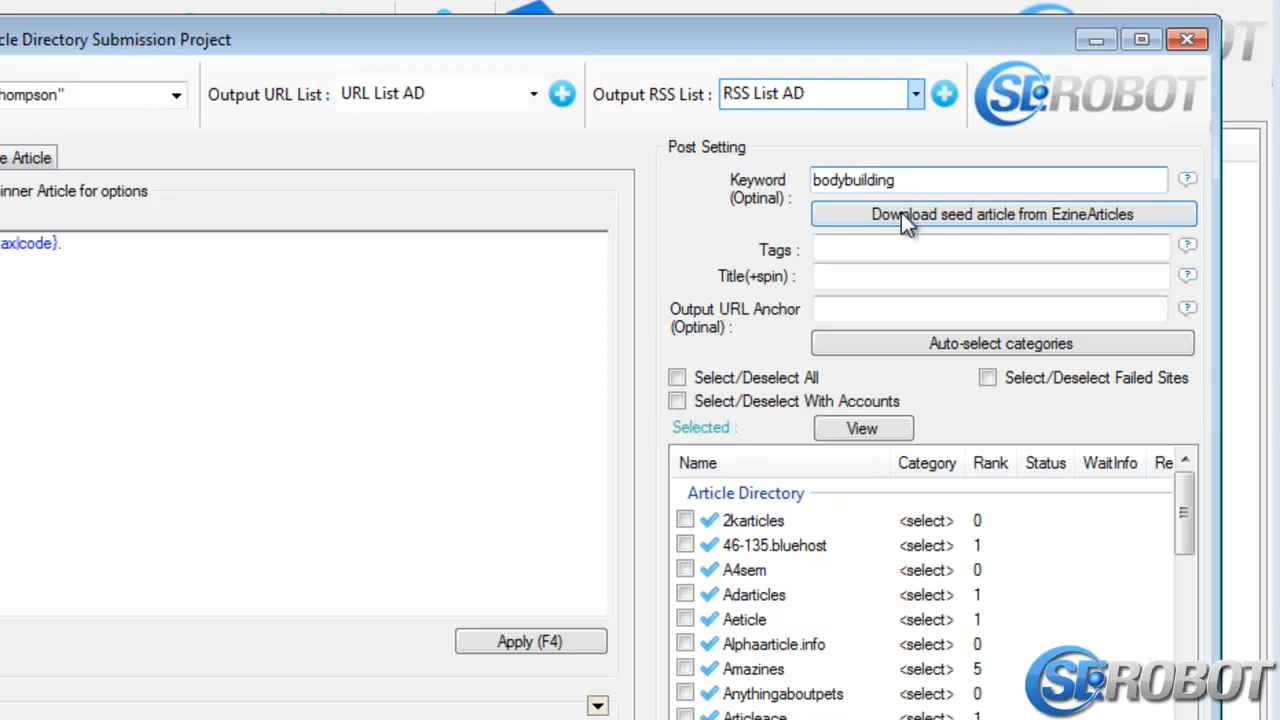 cle Directory Submission Project
hompson"
Output URL List : URL List AD
Output RSS List : RSS List AD
SEROBOT
OT
e Article
inner Article for options
tax|code}.
Apply (F4)
Post Setting
Keyword
(Optinal) :
bodybuilding
Download seed article from EzineArticles
Tags :
Title(+spin) :
Output URL Anchor
(Optinal) :
Auto-select categories
Select/Deselect All
Select/Deselect Failed Sites
Select/Deselect With Accounts
Selected :
View
Name Category Rank Status WaitInfo Re
Article Directory
2karticles <select> 0
46-135.bluehost <select> 1
A4sem <select> 0
Adarticles <select> 1
Aeticle <select> 1
Alphaarticle.info <select> 0
Amazines <select> 5
Anythingaboutpets <select> 0
Articleace <select> 1
SEROBOT